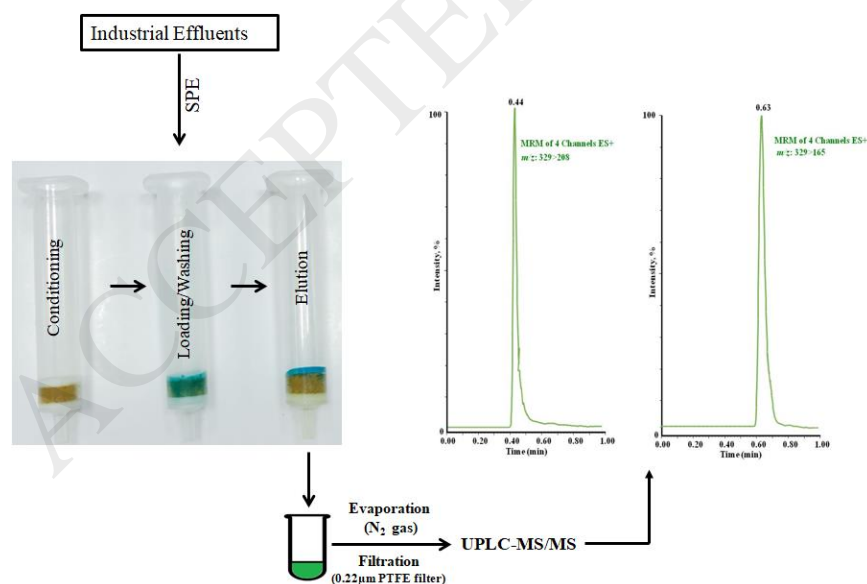 Industrial Effluents
SPE
Conditioning
Loading/Washing
Elution
0.44
100
MRM of 4 Channels ES+
m/z: 329>208
Intensity, %
0
0.00 0.20 0.40 0.60 0.80 1.00
Time (min)
0.63
100
MRM of 4 Channels ES+
m/z: 329>165
Intensity, %
0
0.00 0.20 0.40 0.60 0.80 1.00
Time (min)
Evaporation
(N₂ gas)
Filtration
(0.22µm PTFE filter)
UPLC-MS/MS
ACCEPTE